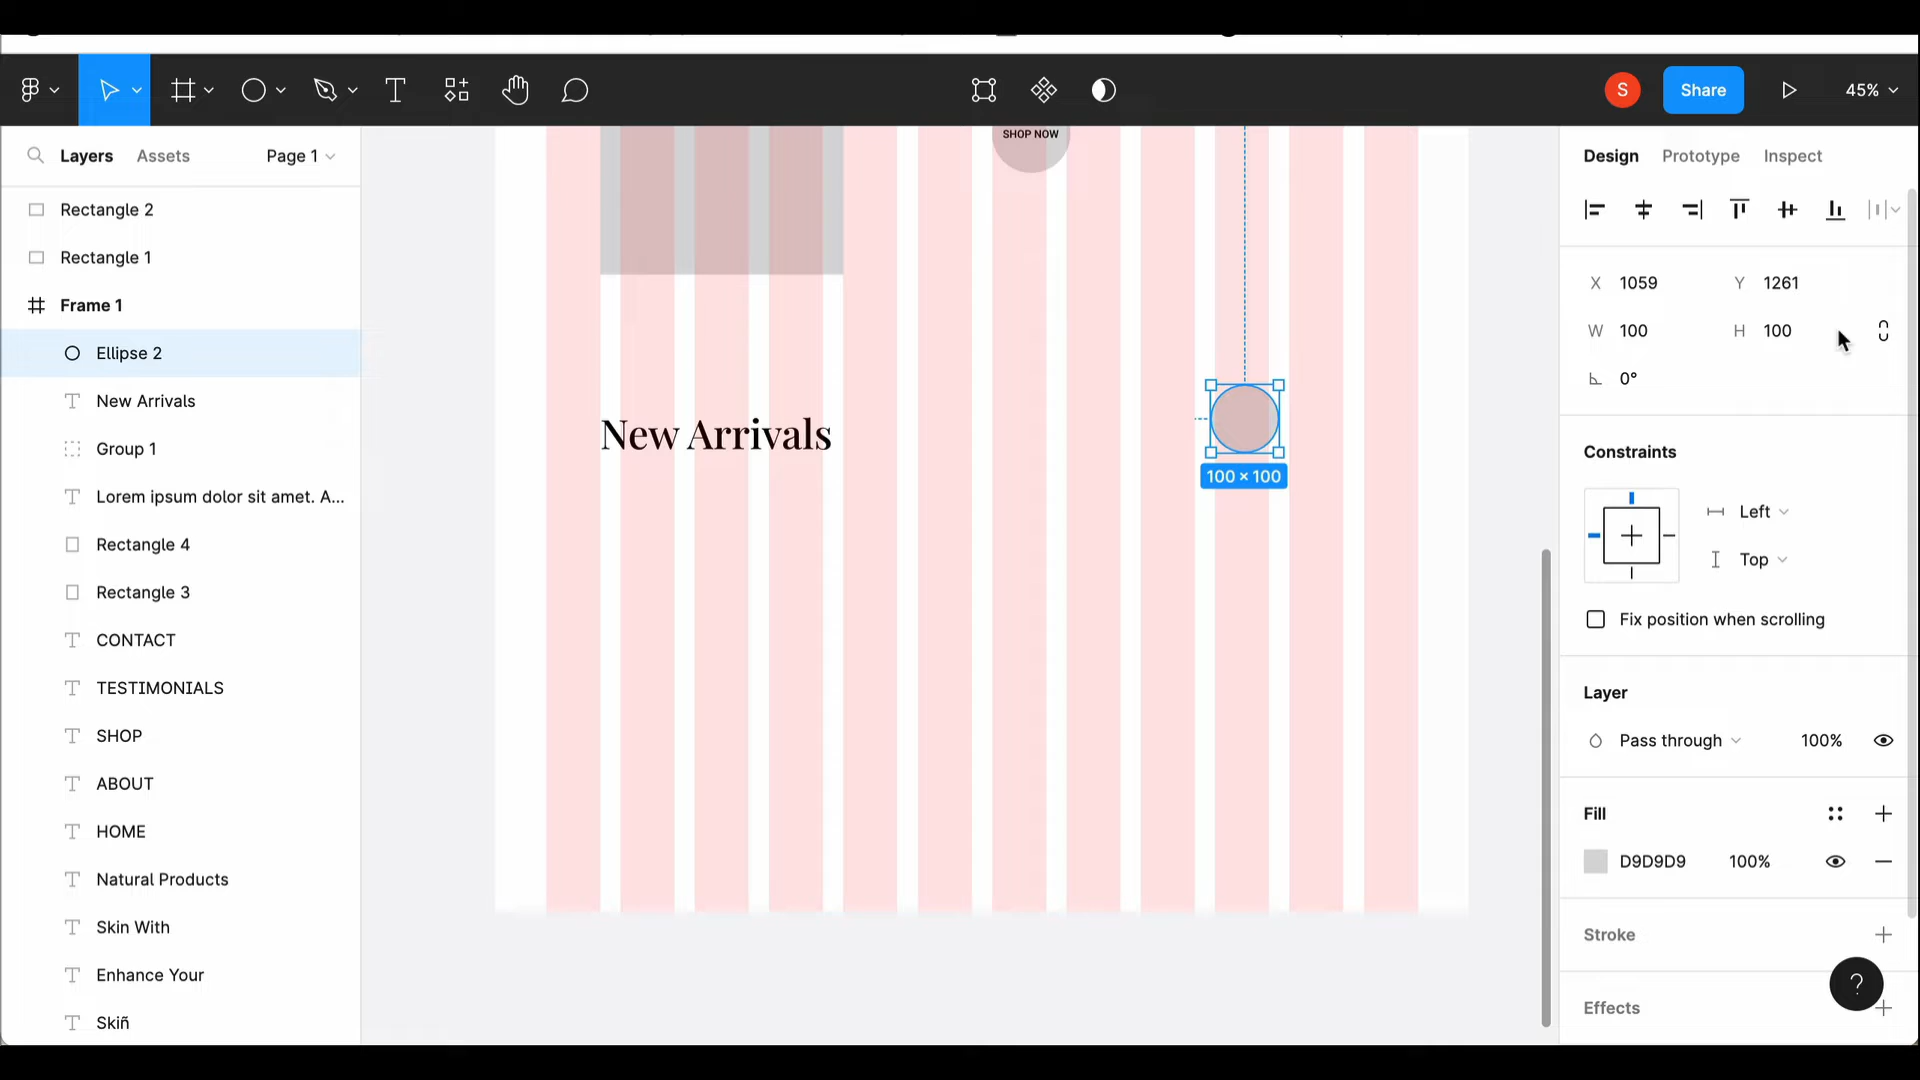 S
Share
45%
Layers
Assets
Page 1
Rectangle 2
Rectangle 1
Frame 1
Ellipse 2
New Arrivals
Group 1
Lorem ipsum dolor sit amet. A...
Rectangle 4
Rectangle 3
CONTACT
TESTIMONIALS
SHOP
ABOUT
HOME
Natural Products
Skin With
Enhance Your
Skiñ
SHOP NOW
New Arrivals
100 × 100
Design
Prototype
Inspect
X 1059
Y 1261
W 100
H 100
0°
Constraints
Left
Top
Fix position when scrolling
Layer
Pass through
100%
Fill
D9D9D9
100%
Stroke
Effects
?